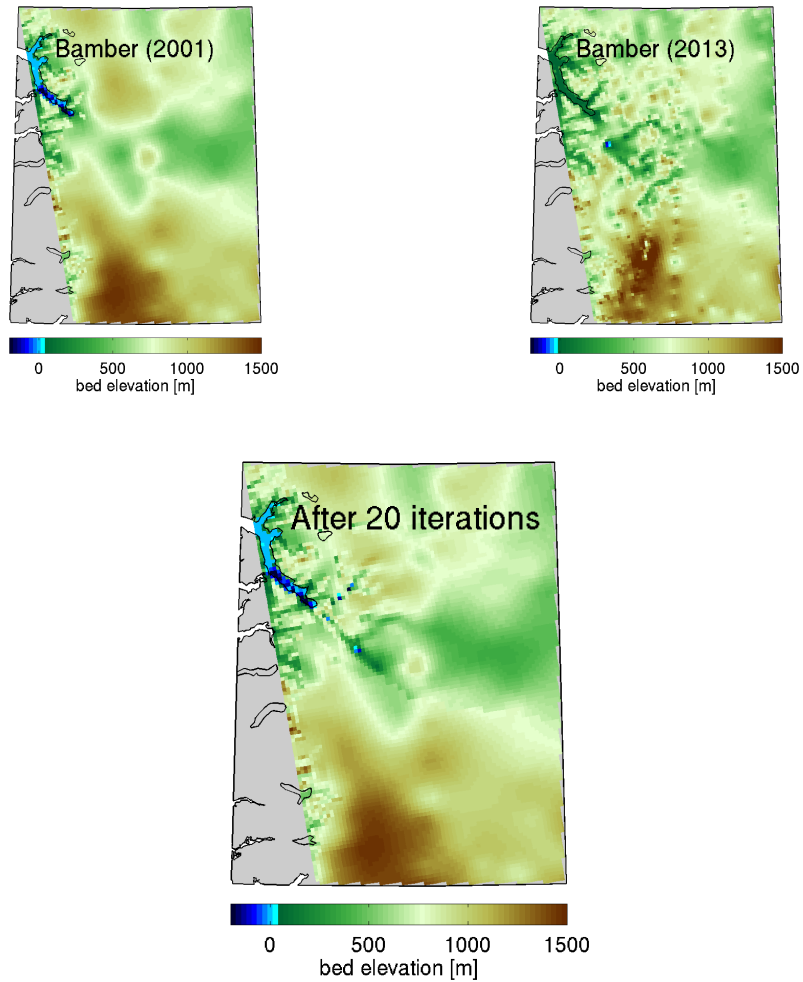 Bamber (2001)
0 500 1000 1500
bed elevation [m]
Bamber (2013)
0 500 1000 1500
bed elevation [m]
After 20 iterations
0 500 1000 1500
bed elevation [m]